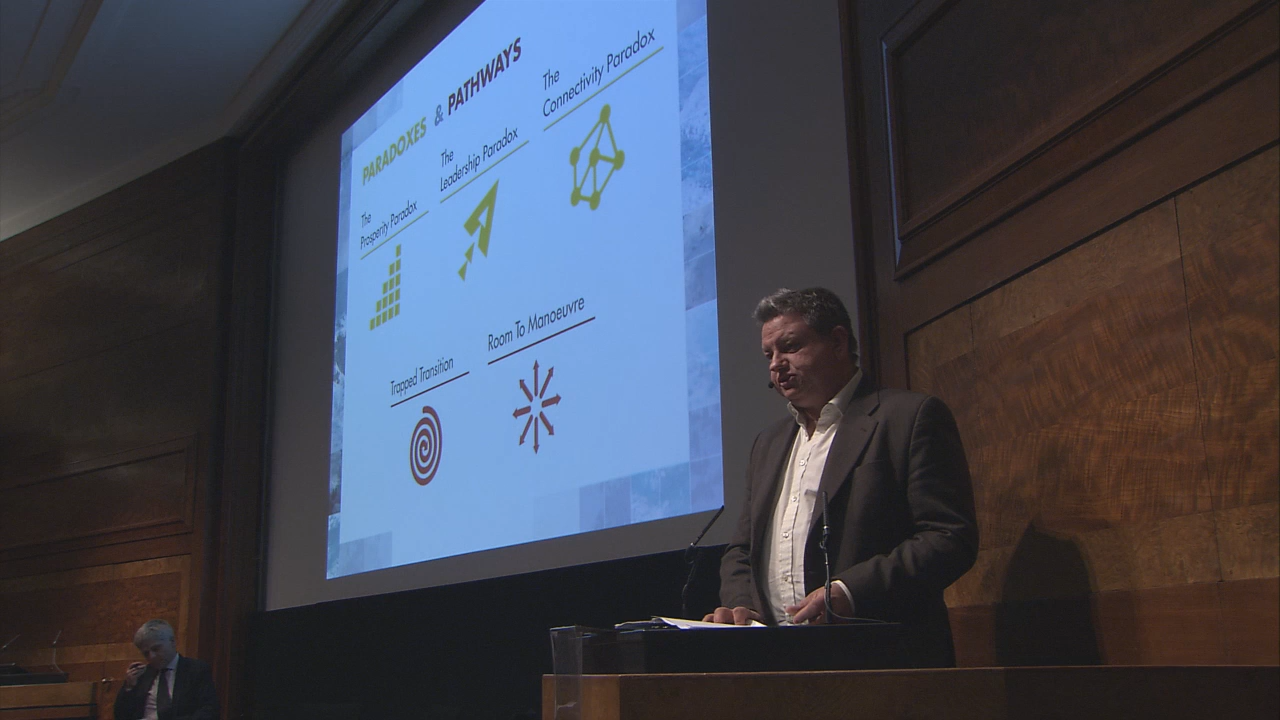 PARADOXES & PATHWAYS
The
Prosperity Paradox
The
Leadership Paradox
The
Connectivity Paradox
Trapped Transition
Room To Manoeuvre